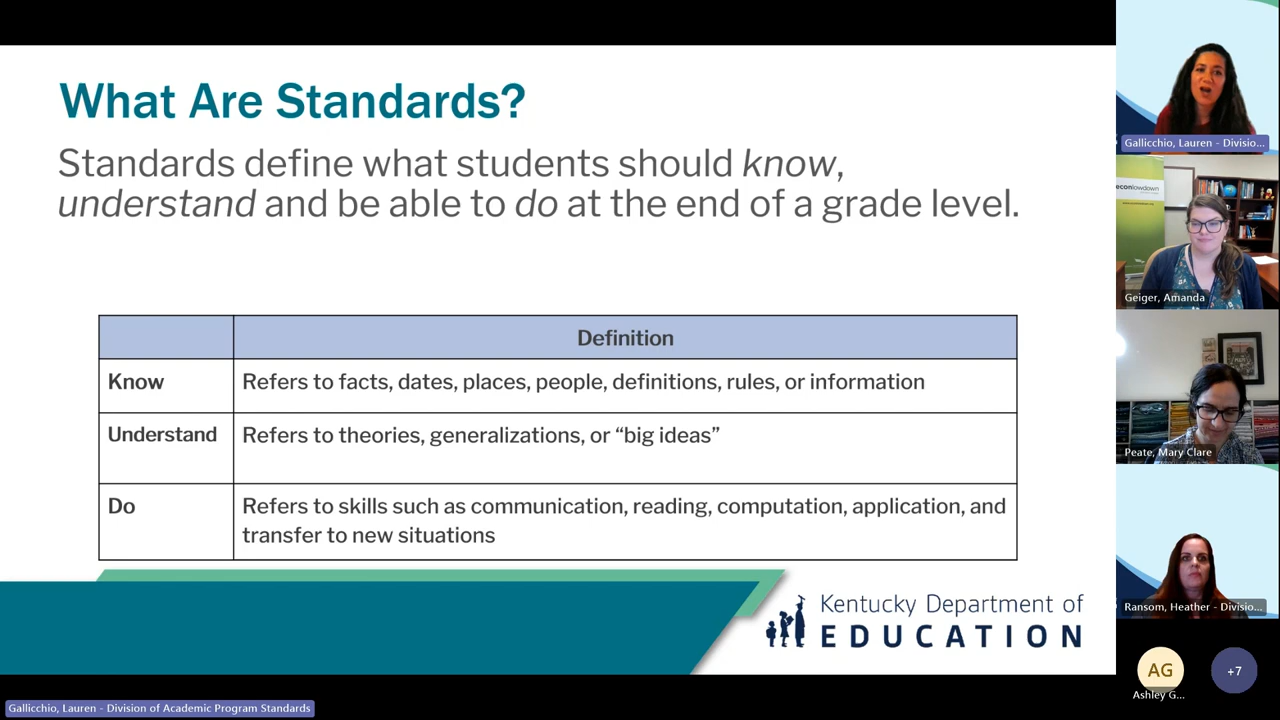 What Are Standards?
Standards define what students should know,
understand and be able to do at the end of a grade level.
Definition
Know
Refers to facts, dates, places, people, definitions, rules, or information
Understand
Refers to theories, generalizations, or “big ideas”
Do
Refers to skills such as communication, reading, computation, application, and
transfer to new situations
Kentucky Department of
EDUCATION
Gallicchio, Lauren - Division of Academic Program Standards
Gallicchio, Lauren - Divisio...
econlowdown
Geiger, Amanda
Peate, Mary Clare
Ransom, Heather - Divisio...
AG
Ashley G...
+7